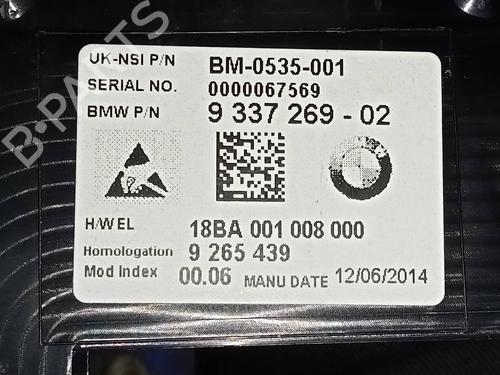 UK-NSI P/N BM-0535-001
SERIAL NO. 0000067569
BMW P/N 9 337 269 - 02
H/W EL 18BA 001 008 000
Homologation 9 265 439
Mod Index 00.06 MANU DATE 12/06/2014
B-PARTS